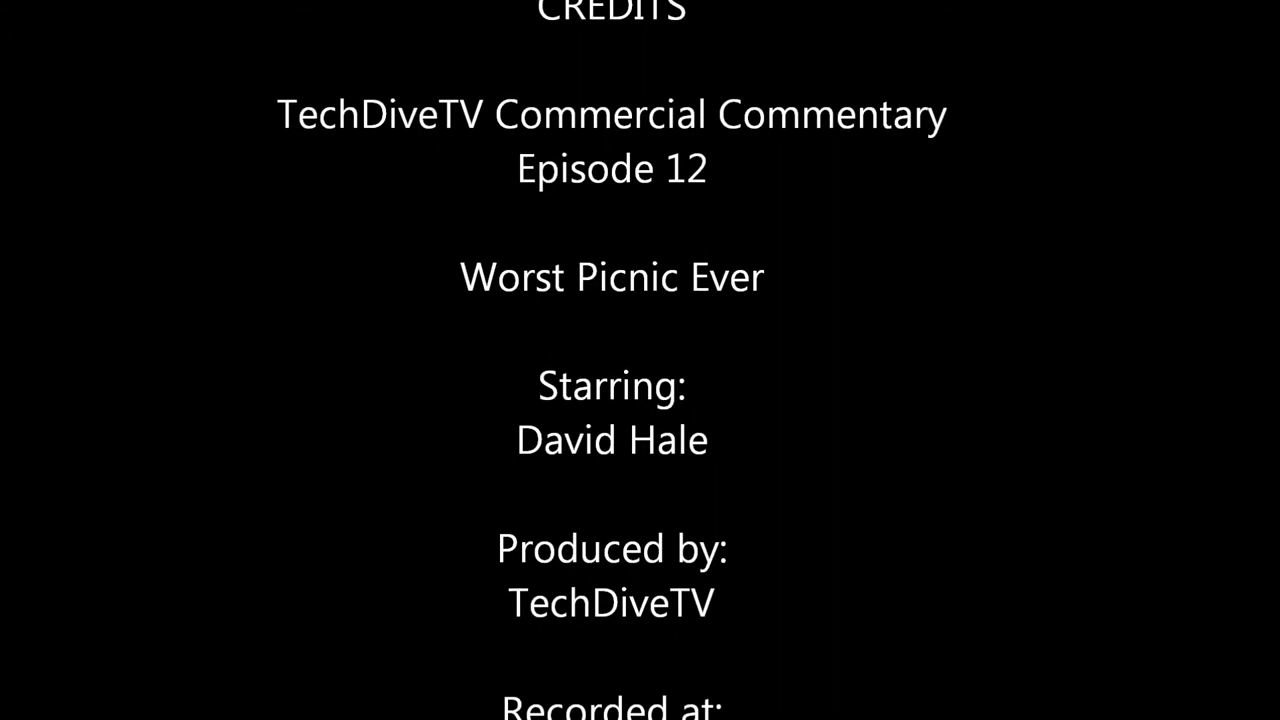 CREDITS
TechDiveTV Commercial Commentary
Episode 12
Worst Picnic Ever
Starring:
David Hale
Produced by:
TechDiveTV
Recorded at: